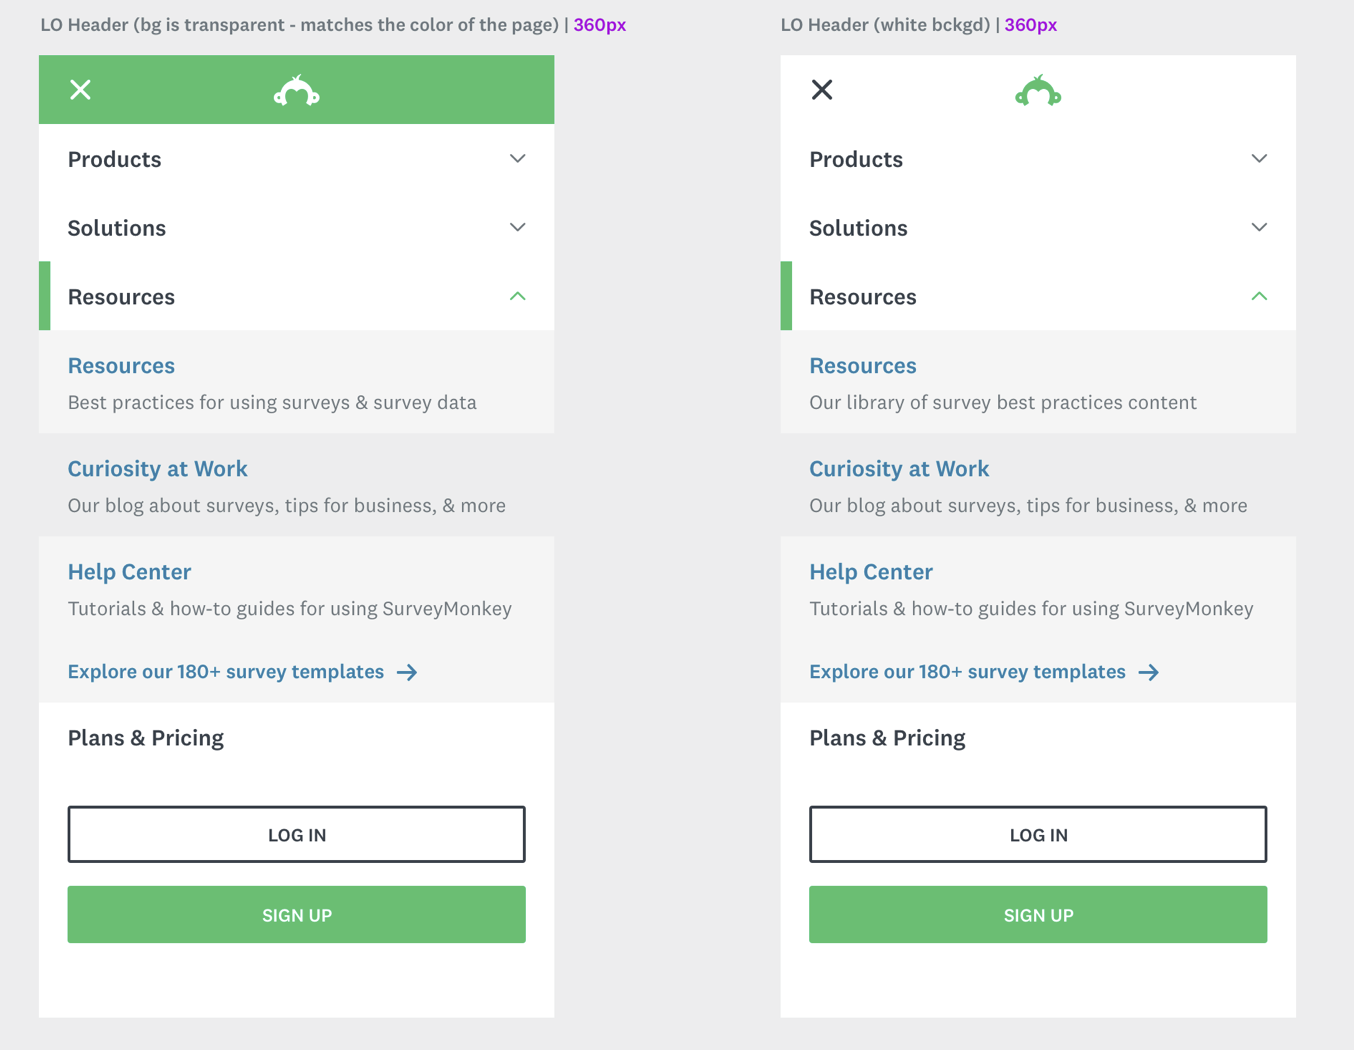 LO Header (bg is transparent - matches the color of the page) | 360px
Products
Solutions
Resources
Resources
Best practices for using surveys & survey data
Curiosity at Work
Our blog about surveys, tips for business, & more
Help Center
Tutorials & how-to guides for using SurveyMonkey
Explore our 180+ survey templates →
Plans & Pricing
LOG IN
SIGN UP
LO Header (white bckgd) | 360px
Products
Solutions
Resources
Resources
Our library of survey best practices content
Curiosity at Work
Our blog about surveys, tips for business, & more
Help Center
Tutorials & how-to guides for using SurveyMonkey
Explore our 180+ survey templates →
Plans & Pricing
LOG IN
SIGN UP